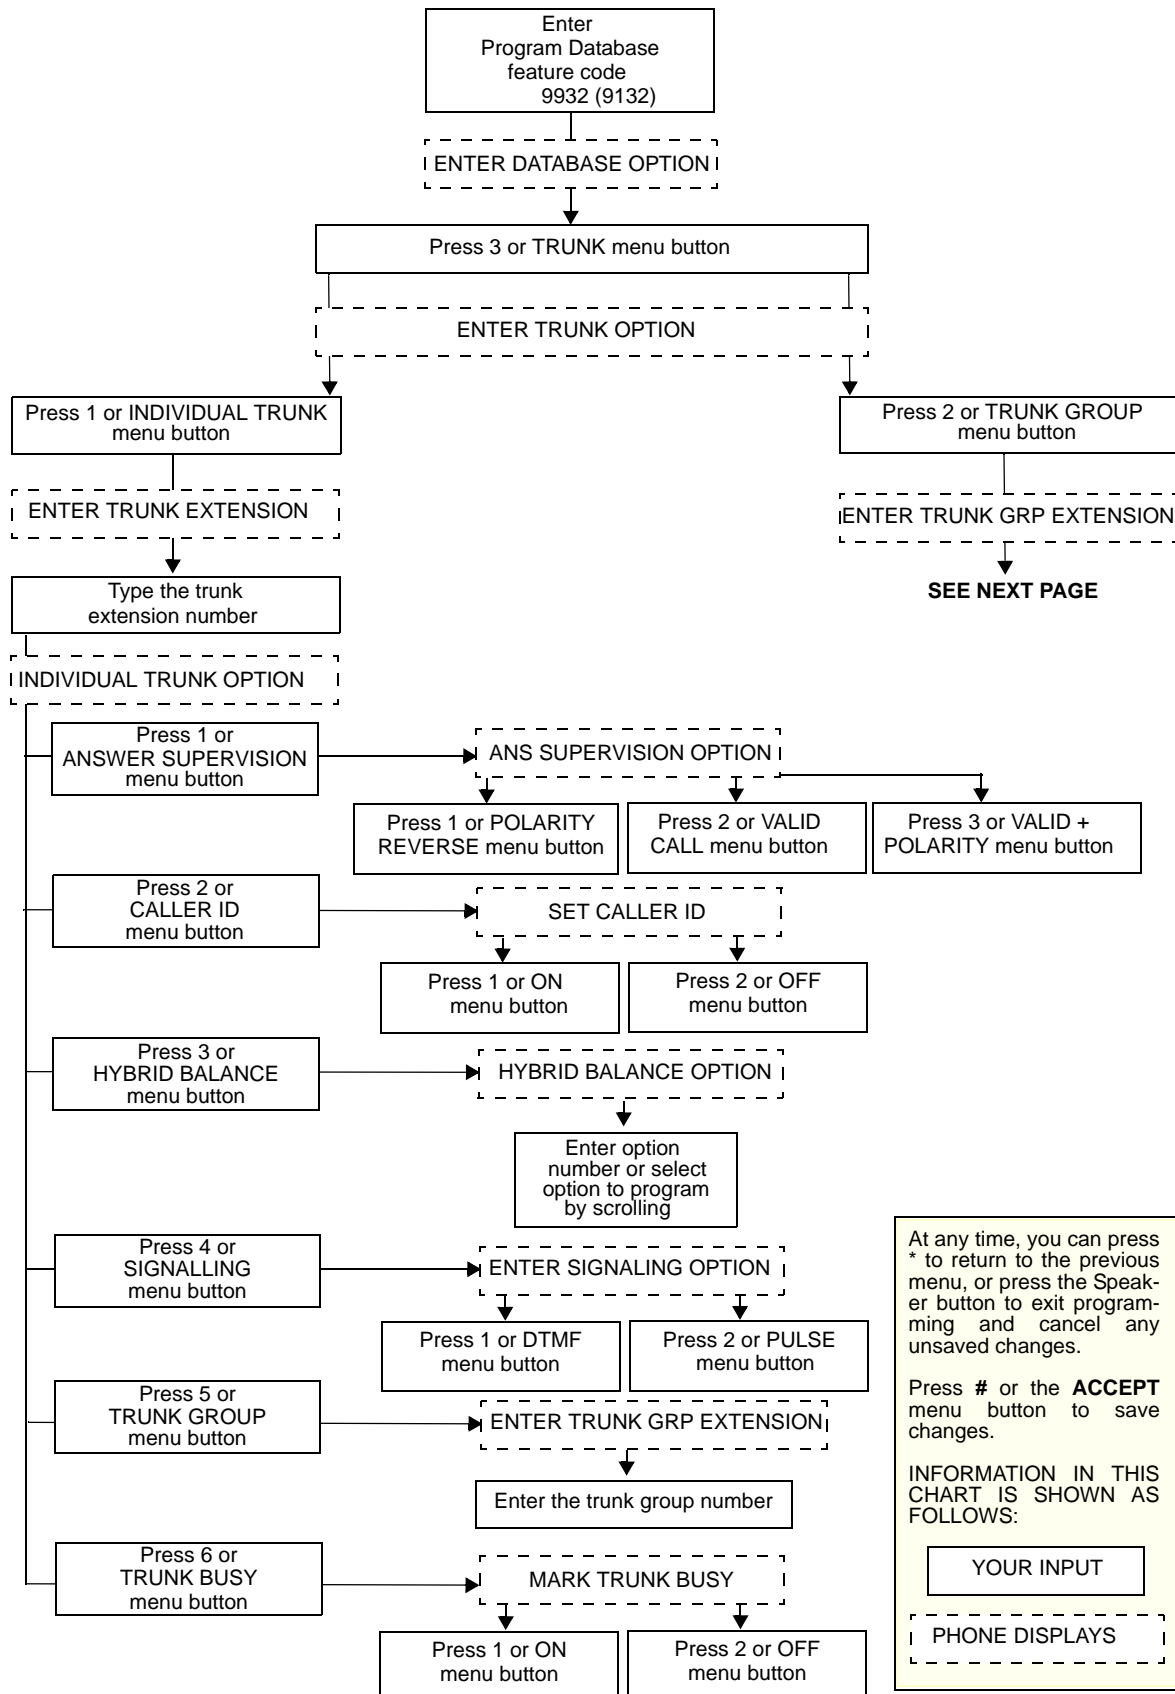 Enter
Program Database
feature code
9932 (9132)
ENTER DATABASE OPTION
Press 3 or TRUNK menu button
ENTER TRUNK OPTION
Press 1 or INDIVIDUAL TRUNK
menu button
Press 2 or TRUNK GROUP
menu button
ENTER TRUNK EXTENSION
ENTER TRUNK GRP EXTENSION
Type the trunk
extension number
SEE NEXT PAGE
INDIVIDUAL TRUNK OPTION
Press 1 or
ANSWER SUPERVISION
menu button
ANS SUPERVISION OPTION
Press 1 or POLARITY
REVERSE menu button
Press 2 or VALID
CALL menu button
Press 3 or VALID +
POLARITY menu button
Press 2 or
CALLER ID
menu button
SET CALLER ID
Press 1 or ON
menu button
Press 2 or OFF
menu button
Press 3 or
HYBRID BALANCE
menu button
HYBRID BALANCE OPTION
Enter option
number or select
option to program
by scrolling
Press 4 or
SIGNALLING
menu button
ENTER SIGNALING OPTION
Press 1 or DTMF
menu button
Press 2 or PULSE
menu button
Press 5 or
TRUNK GROUP
menu button
ENTER TRUNK GRP EXTENSION
Enter the trunk group number
Press 6 or
TRUNK BUSY
menu button
MARK TRUNK BUSY
Press 1 or ON
menu button
Press 2 or OFF
menu button
At any time, you can press
* to return to the previous
menu, or press the Speak-
er button to exit program-
ming and cancel any
unsaved changes.
Press # or the ACCEPT
menu button to save
changes.
INFORMATION IN THIS
CHART IS SHOWN AS
FOLLOWS:
YOUR INPUT
PHONE DISPLAYS